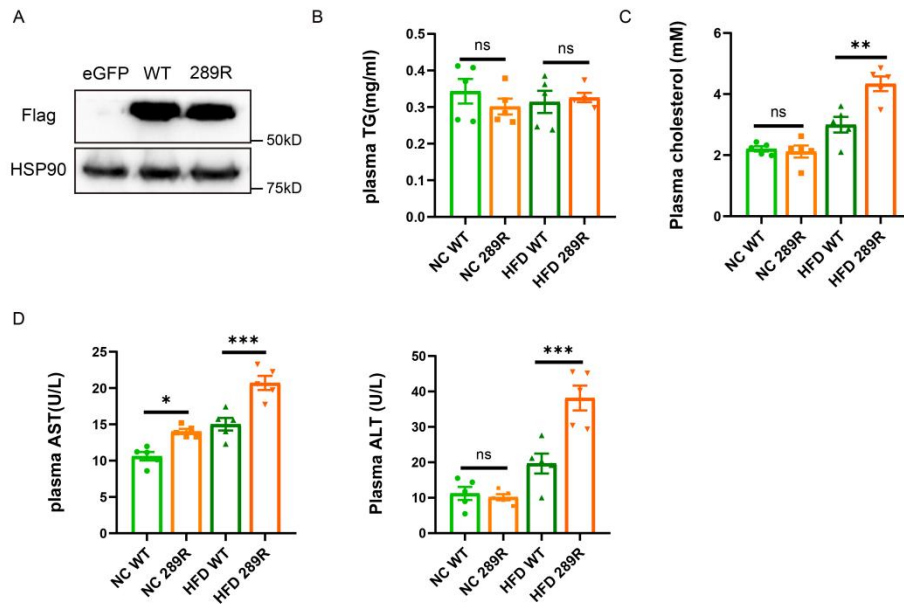 A
eGFP WT 289R
Flag
50kD
HSP90
75kD
B
plasma TG(mg/ml)
0.5
0.4
0.3
0.2
0.1
0.0
ns
ns
NC WT
NC 289R
HFD WT
HFD 289R
C
Plasma cholesterol (mM)
6
4
2
0
ns
**
NC WT
NC 289R
HFD WT
HFD 289R
D
plasma AST(U/L)
25
20
15
10
5
0
*
***
NC WT
NC 289R
HFD WT
HFD 289R
Plasma ALT (U/L)
50
40
30
20
10
0
ns
***
NC WT
NC 289R
HFD WT
HFD 289R